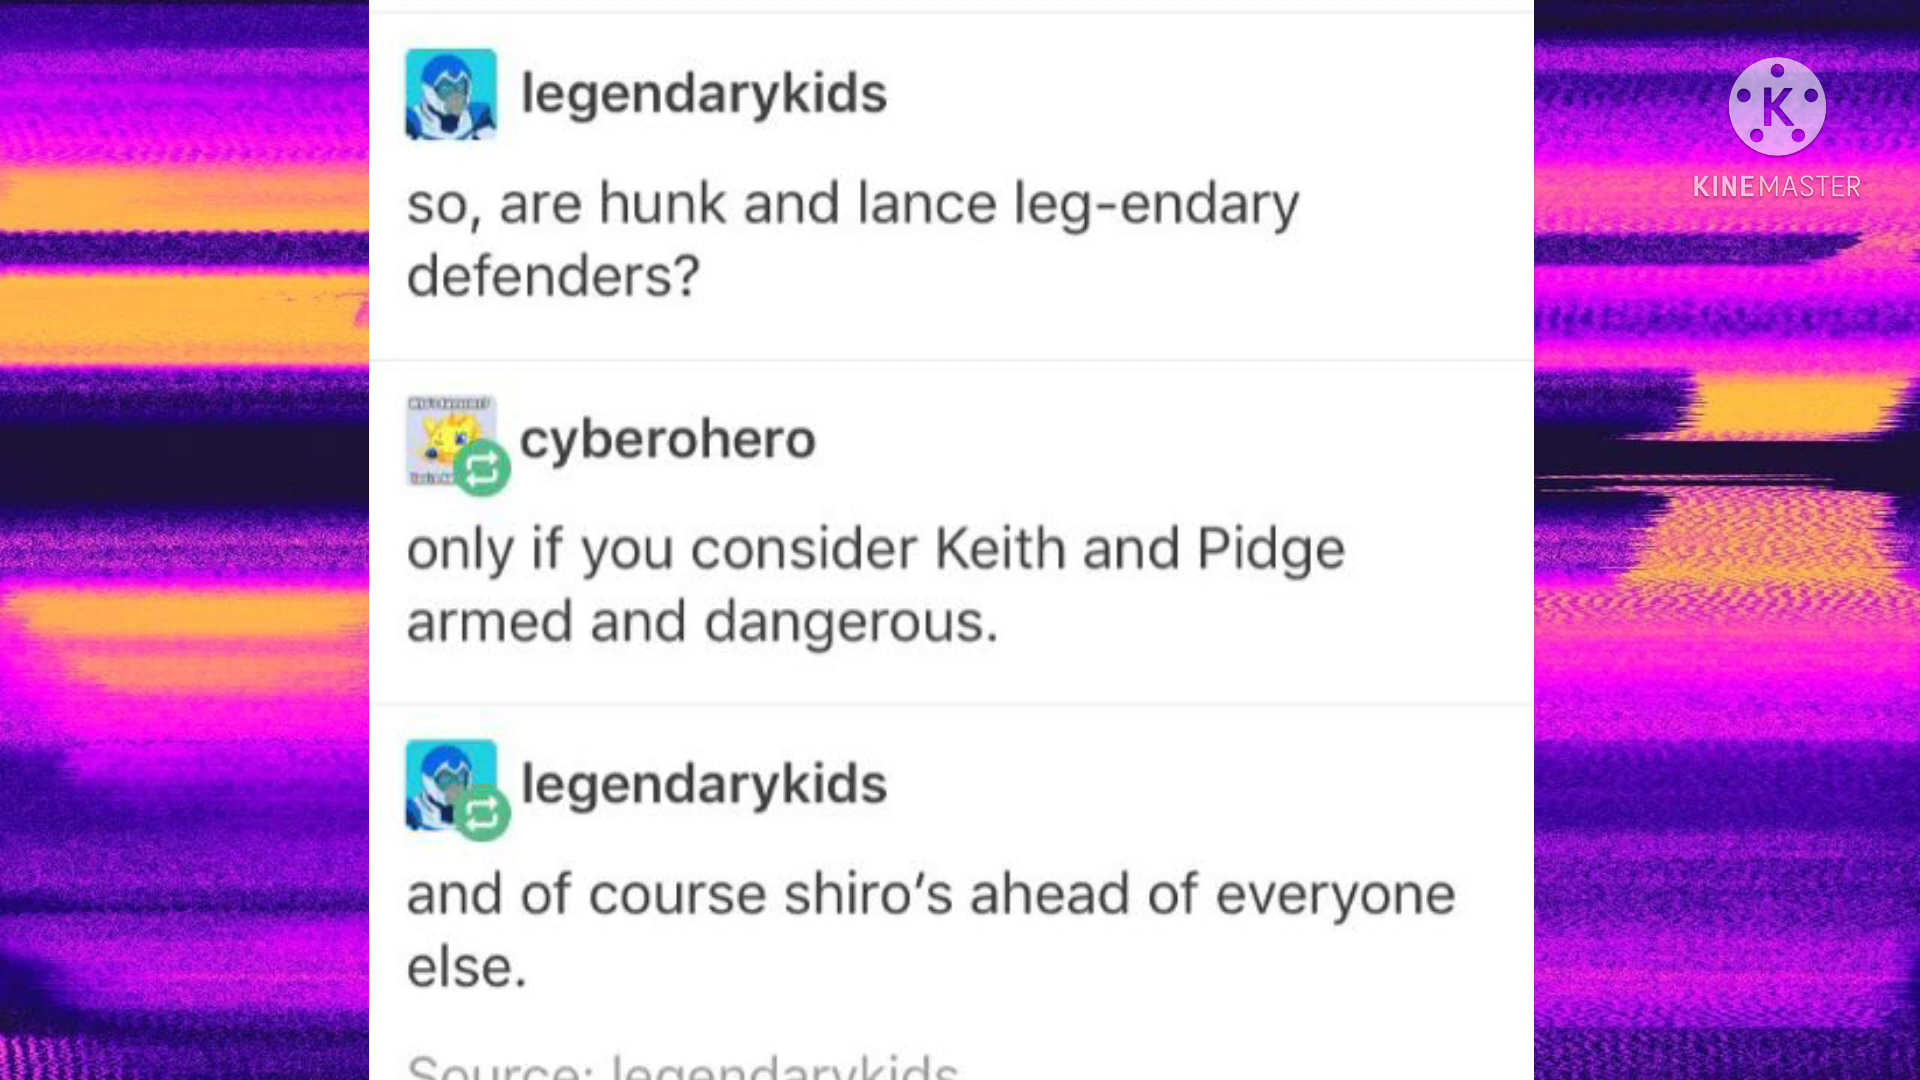 legendarykids
so, are hunk and lance leg-endary
defenders?
cyberohero
only if you consider Keith and Pidge
armed and dangerous.
legendarykids
and of course shiro’s ahead of everyone
else.
Source: legendarykids
K
KINEMASTER